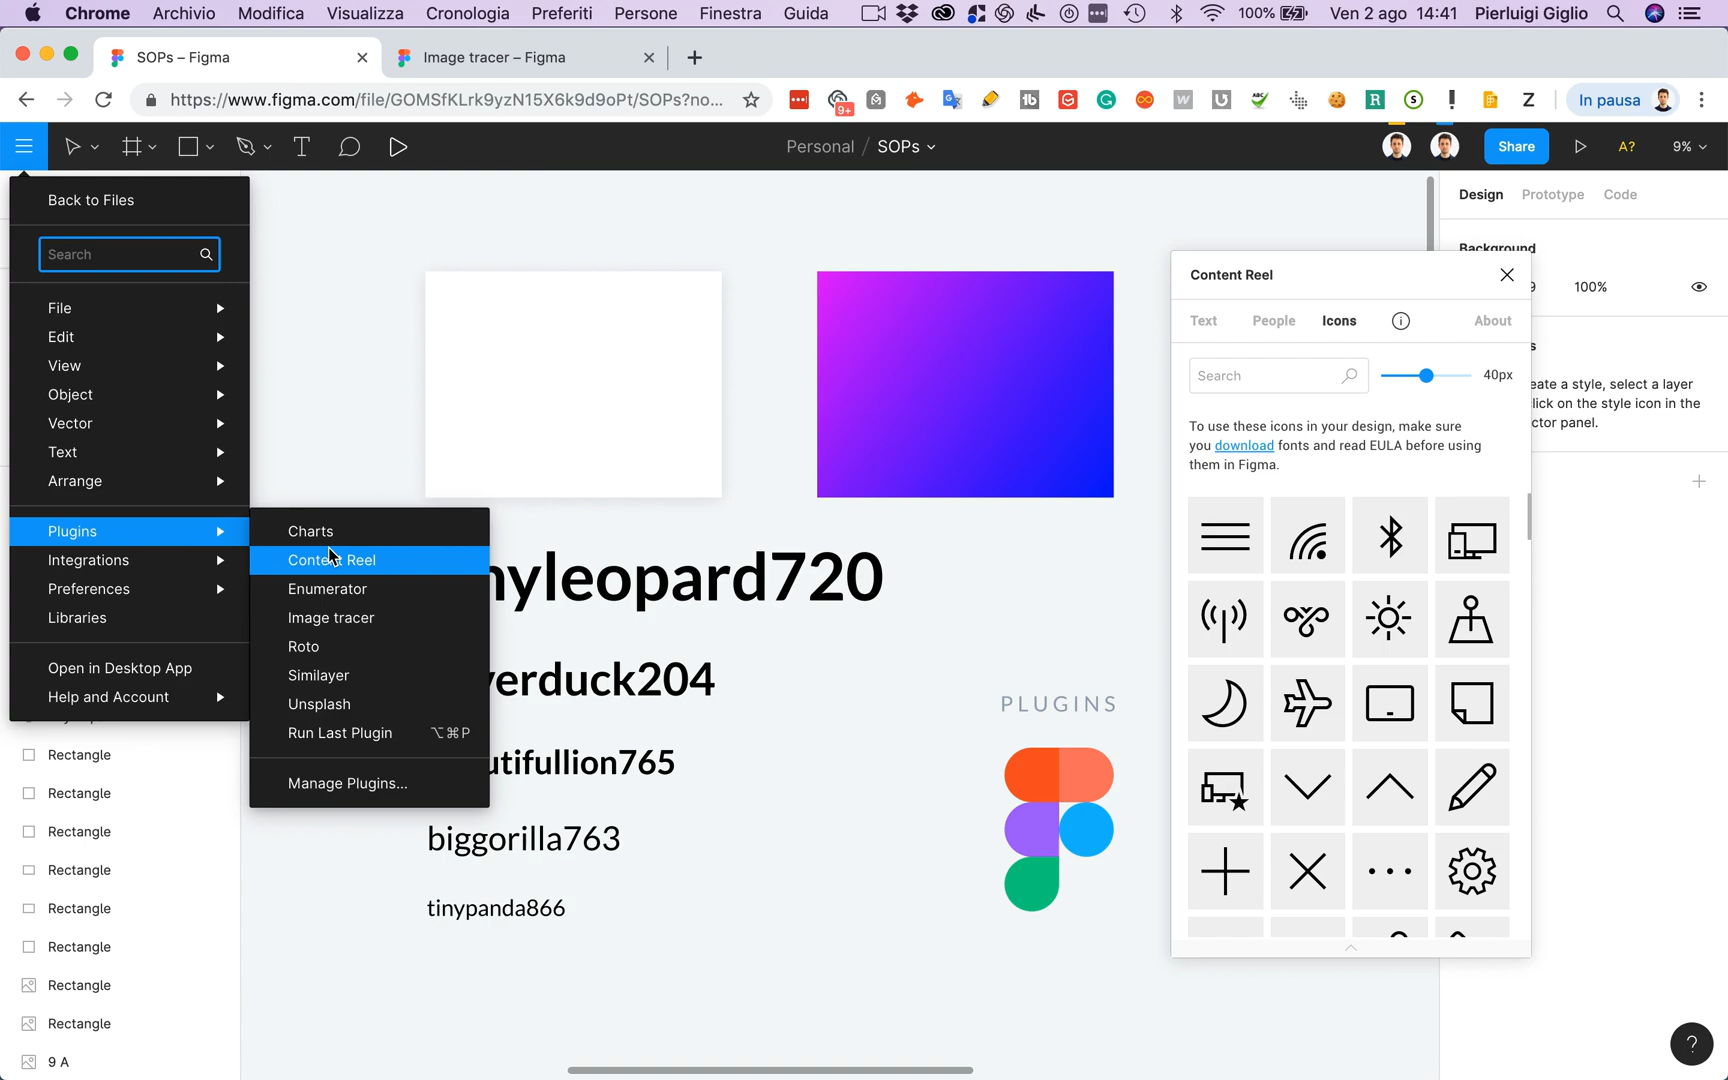 Chrome Archivio Modifica Visualizza Cronologia Preferiti Persone Finestra Guida 100% Ven 2 ago 14:41 Pierluigi Giglio
SOPs – Figma
Image tracer – Figma
https://www.figma.com/file/GOMSfKLrk9yzN15X6k9d9oPt/SOPs?no...
9+
In pausa
Personal / SOPs
Share
A?
9%
Back to Files
Search
File
Edit
View
Object
Vector
Text
Arrange
Plugins
Integrations
Preferences
Libraries
Open in Desktop App
Help and Account
Charts
Content Reel
Enumerator
Image tracer
Roto
Similayer
Unsplash
Run Last Plugin ⌥⌘P
Manage Plugins...
Rectangle
Rectangle
Rectangle
Rectangle
Rectangle
Rectangle
Rectangle
Rectangle
9 A
nyleopard720
verduck204
utifullion765
biggorilla763
tinypanda866
PLUGINS
Content Reel
Text People Icons About
Search
40px
To use these icons in your design, make sure
you download fonts and read EULA before using
them in Figma.
Design Prototype Code
Background
9 100%
s
eate a style, select a layer
lick on the style icon in the
ctor panel.
?